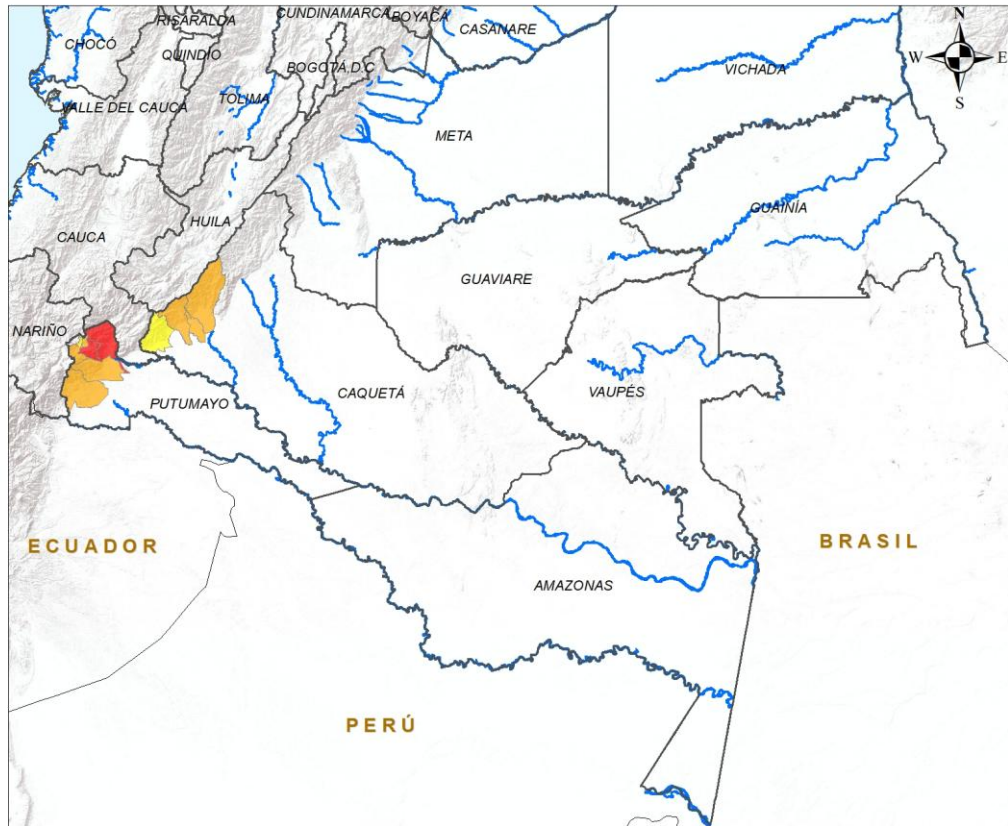 RISARALDA
CUNDINAMARCA
BOYACÁ
CASANARE
N
CHOCÓ
QUINDÍO
BOGOTÁ D.C
VICHADA
W
E
TOLIMA
S
VALLE DEL CAUCA
META
GUAINÍA
HUILA
CAUCA
GUAVIARE
NARIÑO
CAQUETÁ
VAUPÉS
PUTUMAYO
ECUADOR
BRASIL
AMAZONAS
PERÚ